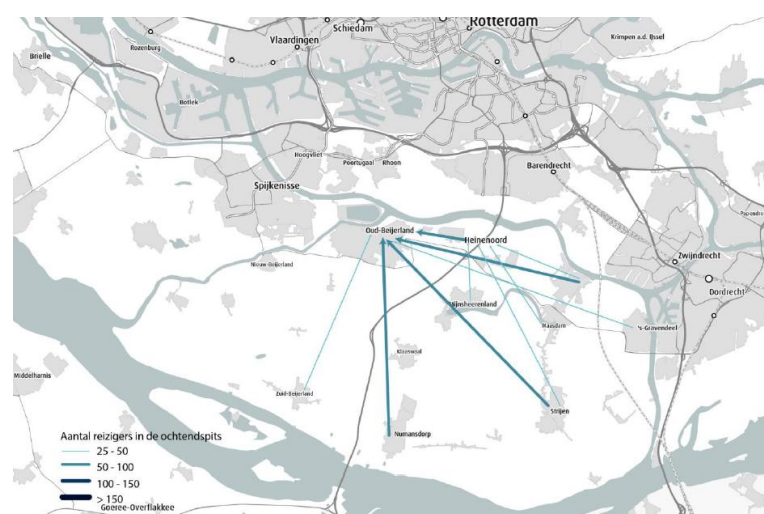 Rotterdam
Schiedam
Vlaardingen
Krimpen a.d. IJssel
Rozenburg
Brielle
Botlek
Hoogvliet
Poortugaal
Rhoon
Barendrecht
Spijkenisse
Papendre
Oud-Beijerland
Heinenoord
Zwijndrecht
Nieuw-Beijerland
Dordrecht
Mijnsheerenland
Maasdam
's-Gravendeel
Klaaswaal
Middelharnis
Zuid-Beijerland
Strijen
Numansdorp
Aantal reizigers in de ochtendspits
25 - 50
50 - 100
100 - 150
> 150
Goeree-Overflakkee